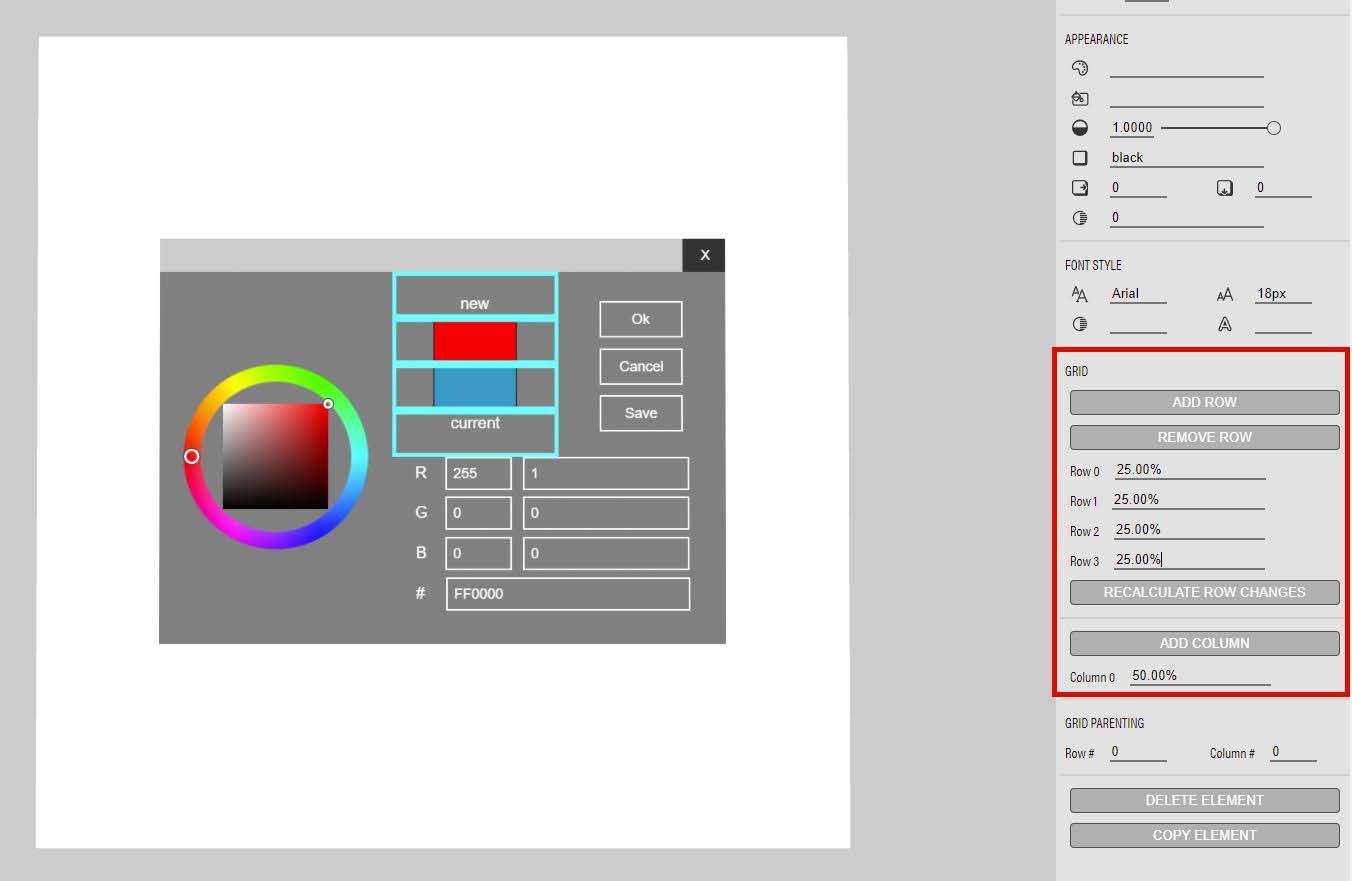 X
new
Ok
Cancel
Save
current
R 255 1
G 0 0
B 0 0
# FF0000
APPEARANCE
1.0000
black
0 0
0
FONT STYLE
Arial 18px
GRID
ADD ROW
REMOVE ROW
Row 0 25.00%
Row 1 25.00%
Row 2 25.00%
Row 3 25.00%
RECALCULATE ROW CHANGES
ADD COLUMN
Column 0 50.00%
GRID PARENTING
Row # 0 Column # 0
DELETE ELEMENT
COPY ELEMENT